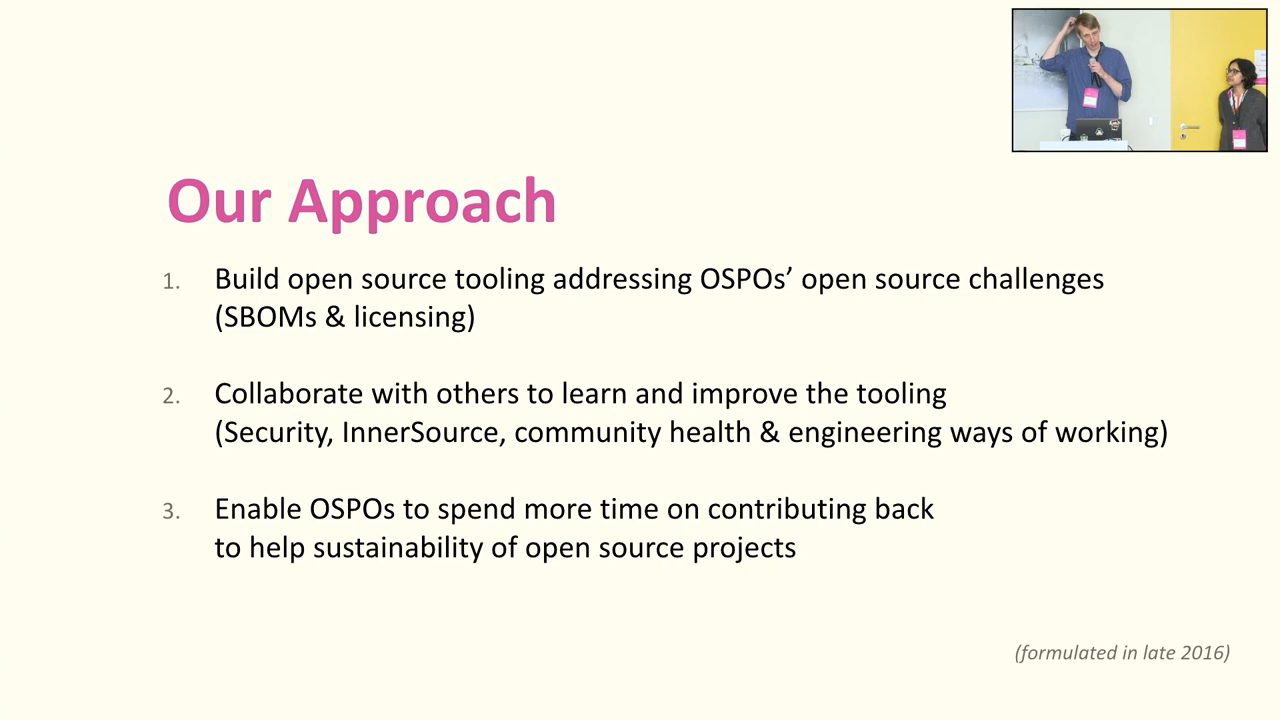 Our Approach
1. Build open source tooling addressing OSPOs’ open source challenges
(SBOMs & licensing)
2. Collaborate with others to learn and improve the tooling
(Security, InnerSource, community health & engineering ways of working)
3. Enable OSPOs to spend more time on contributing back
to help sustainability of open source projects
(formulated in late 2016)